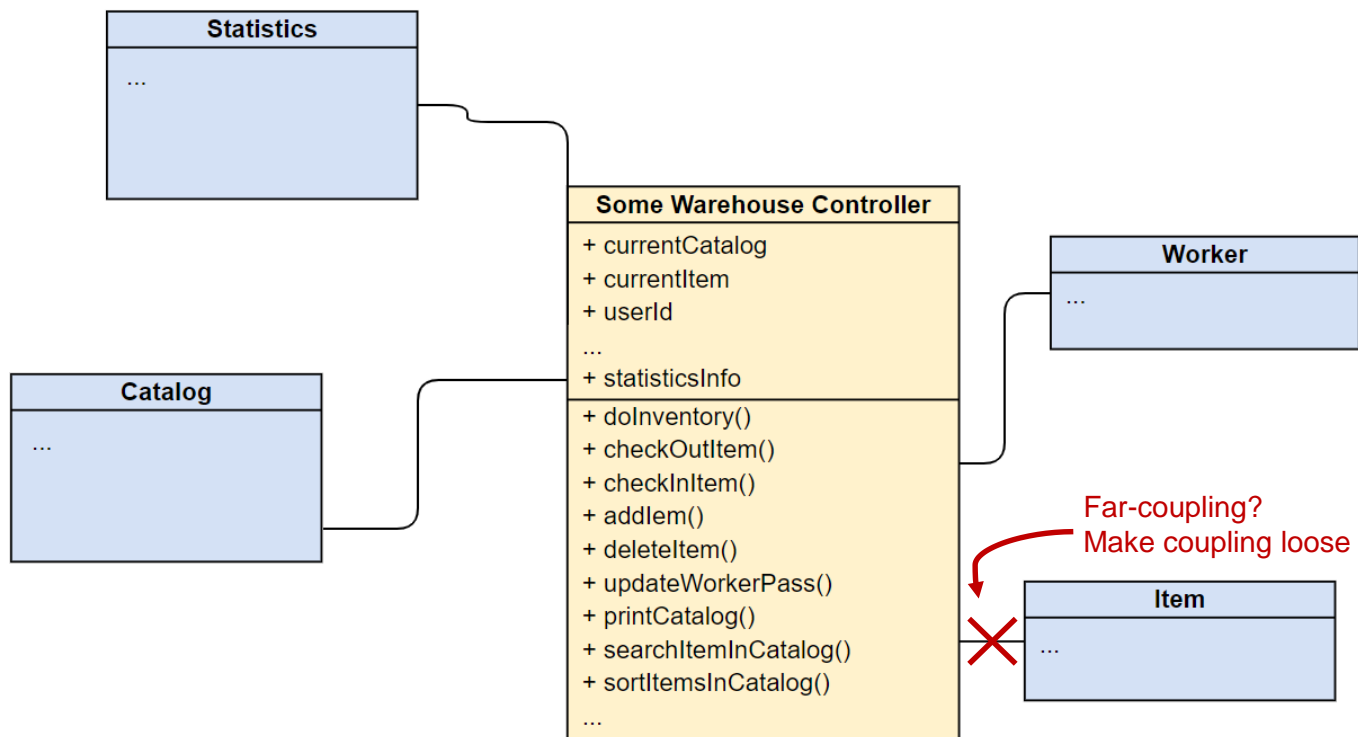 Statistics
...
Some Warehouse Controller
+ currentCatalog
+ currentItem
+ userId
...
+ statisticsInfo
+ doInventory()
+ checkOutItem()
+ checkInItem()
+ addIem()
+ deleteItem()
+ updateWorkerPass()
+ printCatalog()
+ searchItemInCatalog()
+ sortItemsInCatalog()
...
Worker
...
Catalog
...
Far-coupling?
Make coupling loose
Item
...